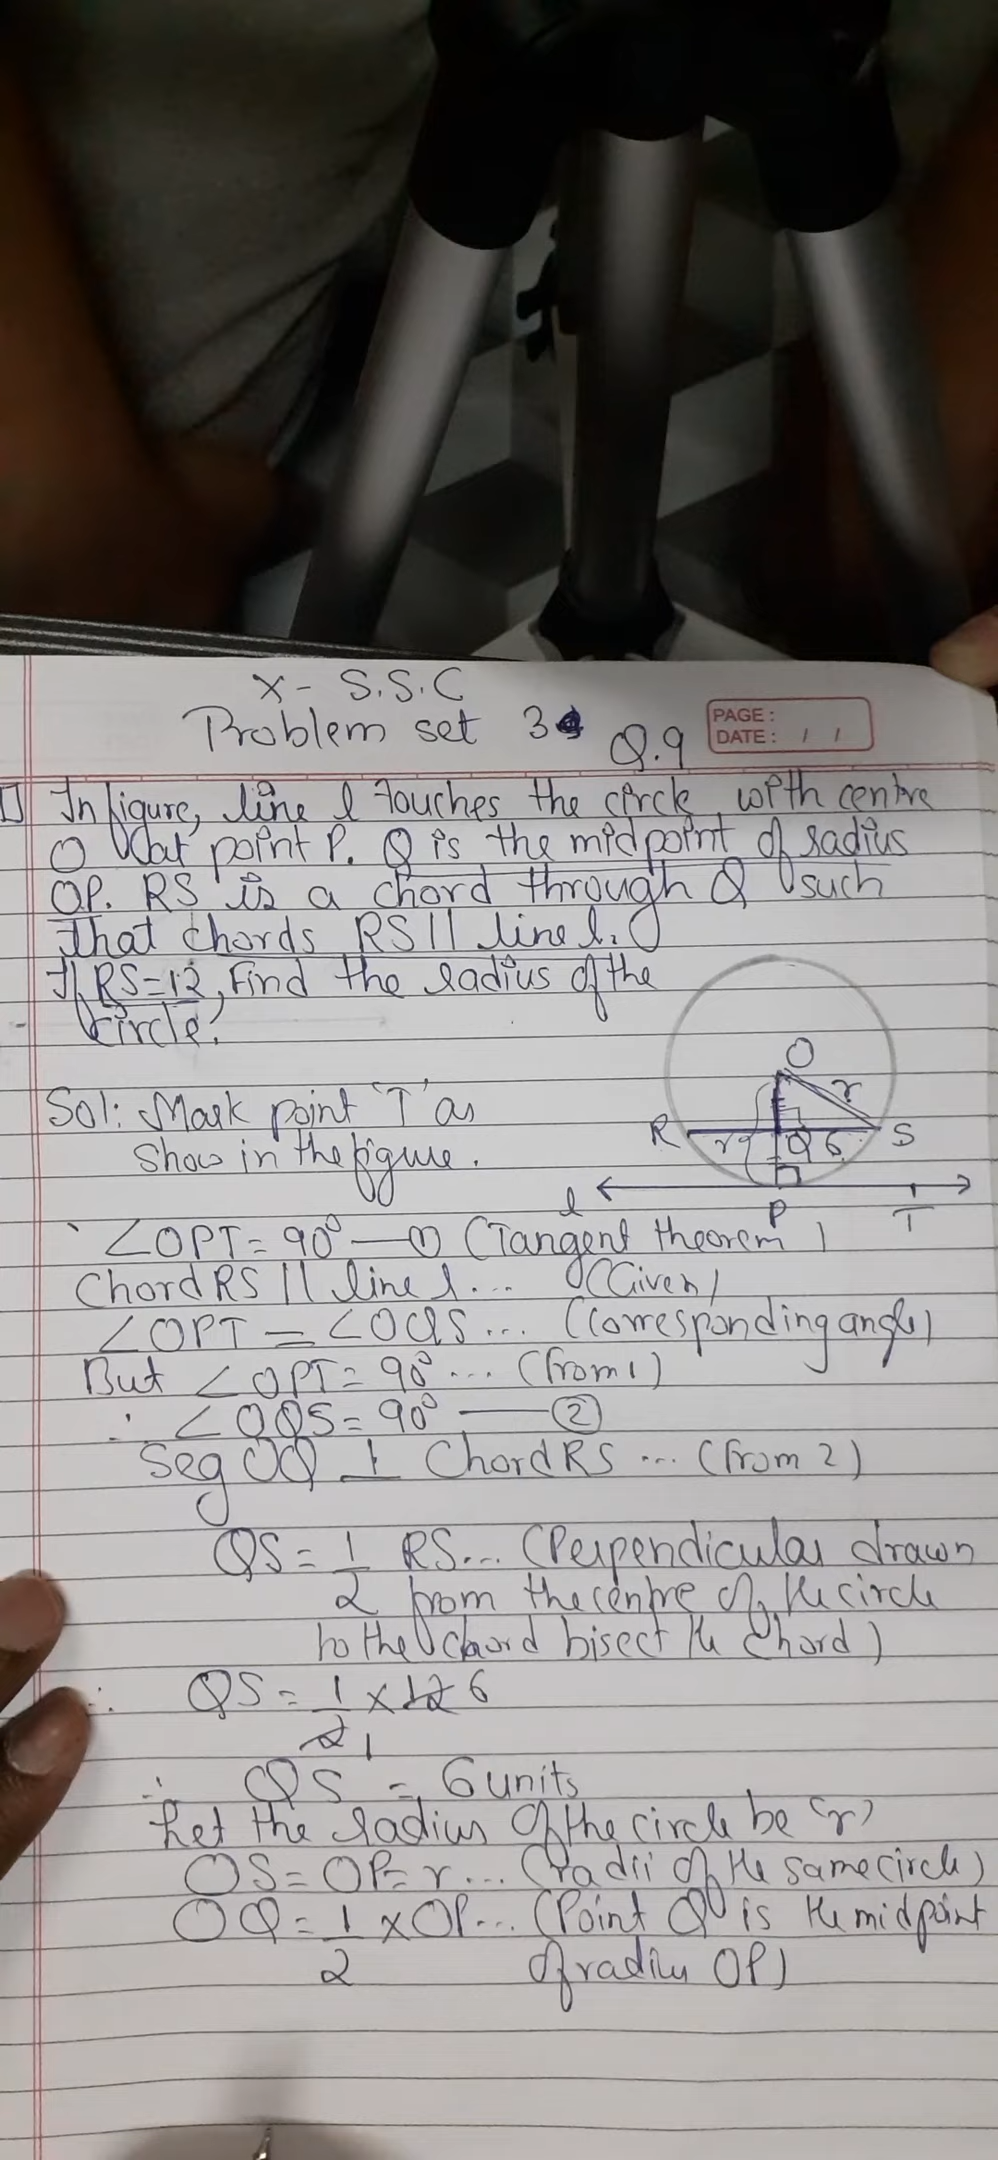 X- S.S.C
Problem set 3 Q.9
PAGE:
DATE: / /
In figure, line l touches the circle with centre
O at point P. Q is the midpoint of radius
OP. RS is a chord through Q such
that chords RS || line l.
If RS=12, Find the radius of the
circle.
O
r
R
Q 6
S
l
P
T
Sol: Mark point 'T' as
show in the figure.
∠OPT = 90° — ① (Tangent theorem)
Chord RS || line l... (Given)
∠OPT = ∠OQS... (Corresponding angle)
But ∠OPT = 90°... (from 1)
∴ ∠OQS = 90° — ②
Seg OQ ⊥ Chord RS ... (from 2)
QS = 1/2 RS... (Perpendicular drawn
from the centre of the circle
to the chord bisect the chord)
∴ QS = 1/2 × 12 6
1
∴ QS = 6 units
Let the radius of the circle be 'r'
OS = OP = r... (radii of the same circle)
OQ = 1/2 × OP... (Point Q is the midpoint
of radius OP)